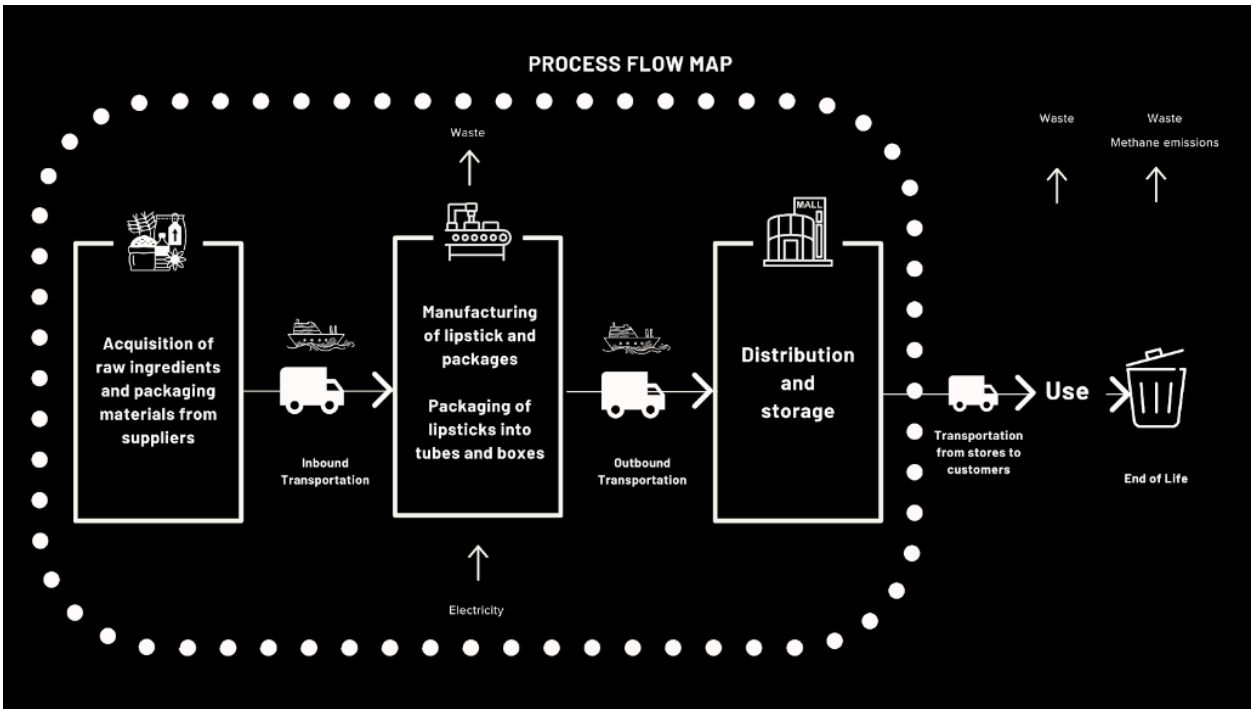 PROCESS FLOW MAP
Waste
Waste
Waste
Methane emissions
MALL
Acquisition of
raw ingredients
and packaging
materials from
suppliers
Inbound
Transportation
Manufacturing
of lipstick and
packages
Packaging of
lipsticks into
tubes and boxes
Electricity
Outbound
Transportation
Distribution
and
storage
Transportation
from stores to
customers
Use
End of Life